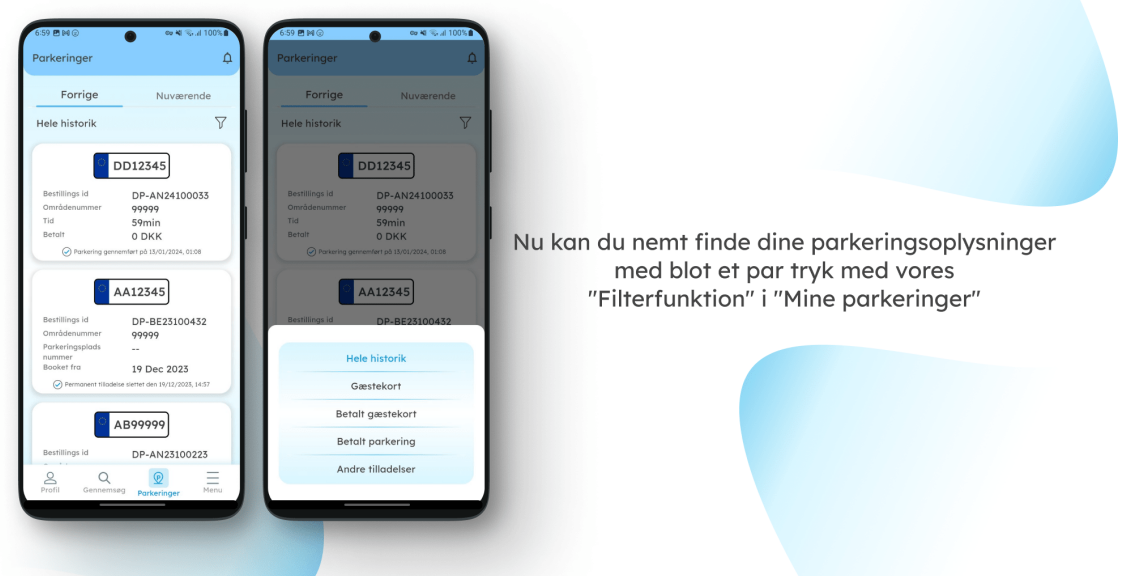 6:59 100%
Parkeringer
Forrige Nuværende
Hele historik
DD12345
Bestillings id DP-AN24100033
Områdenummer 99999
Tid 59min
Betalt 0 DKK
Parkering gennemført på 13/01/2024, 01:08
AA12345
Bestillings id DP-BE23100432
Områdenummer 99999
Parkeringsplads --
nummer
Booket fra 19 Dec 2023
Permanent tilladelse slettet den 19/12/2023, 14:37
AB99999
Bestillings id DP-AN23100223
Profil Gennemsøg Parkeringer Menu
6:59 100%
Parkeringer
Forrige Nuværende
Hele historik
DD12345
Bestillings id DP-AN24100033
Områdenummer 99999
Tid 59min
Betalt 0 DKK
Parkering gennemført på 13/01/2024, 01:08
AA12345
Bestillings id DP-BE23100432
Hele historik
Gæstekort
Betalt gæstekort
Betalt parkering
Andre tilladelser
Nu kan du nemt finde dine parkeringsoplysninger
med blot et par tryk med vores
"Filterfunktion" i "Mine parkeringer"